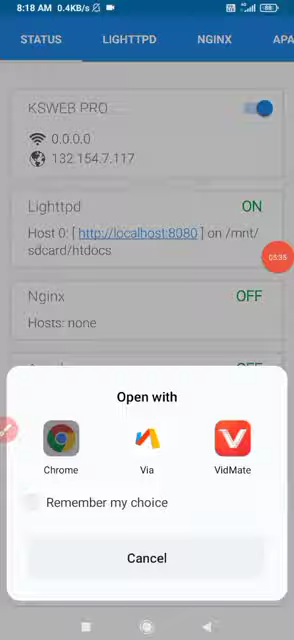 8:18 AM 0.4KB/s
STATUS LIGHTTPD NGINX APA
KSWEB PRO
0.0.0.0
132.154.7.117
Lighttpd ON
Host 0: [ http://localhost:8080 ] on /mnt/
sdcard/htdocs
05:35
Nginx OFF
Hosts: none
OFF
Open with
Chrome Via VidMate
Remember my choice
Cancel